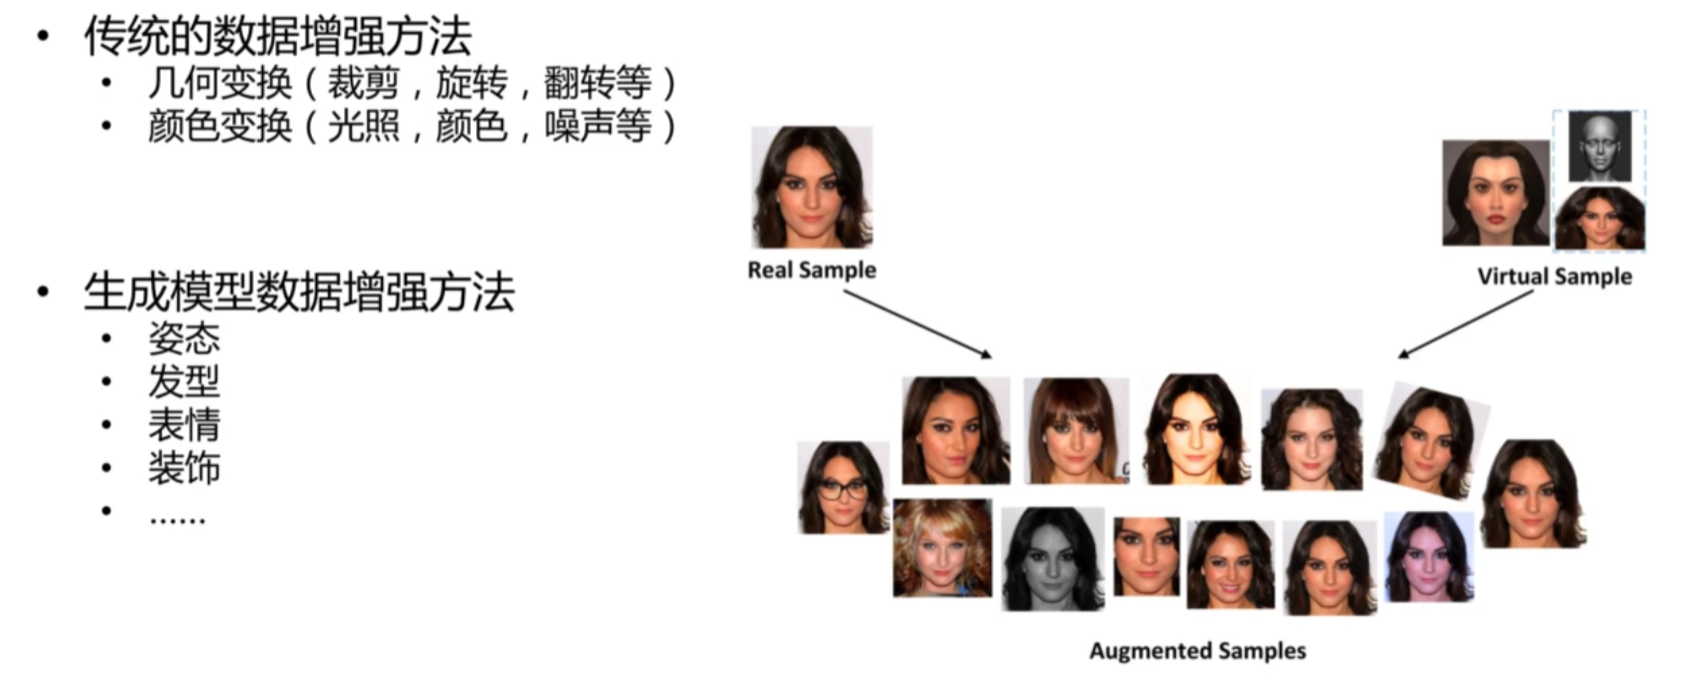 • 传统的数据增强方法
• 几何变换（裁剪，旋转，翻转等）
• 颜色变换（光照，颜色，噪声等）
• 生成模型数据增强方法
• 姿态
• 发型
• 表情
• 装饰
• ……
Real Sample
Virtual Sample
Augmented Samples